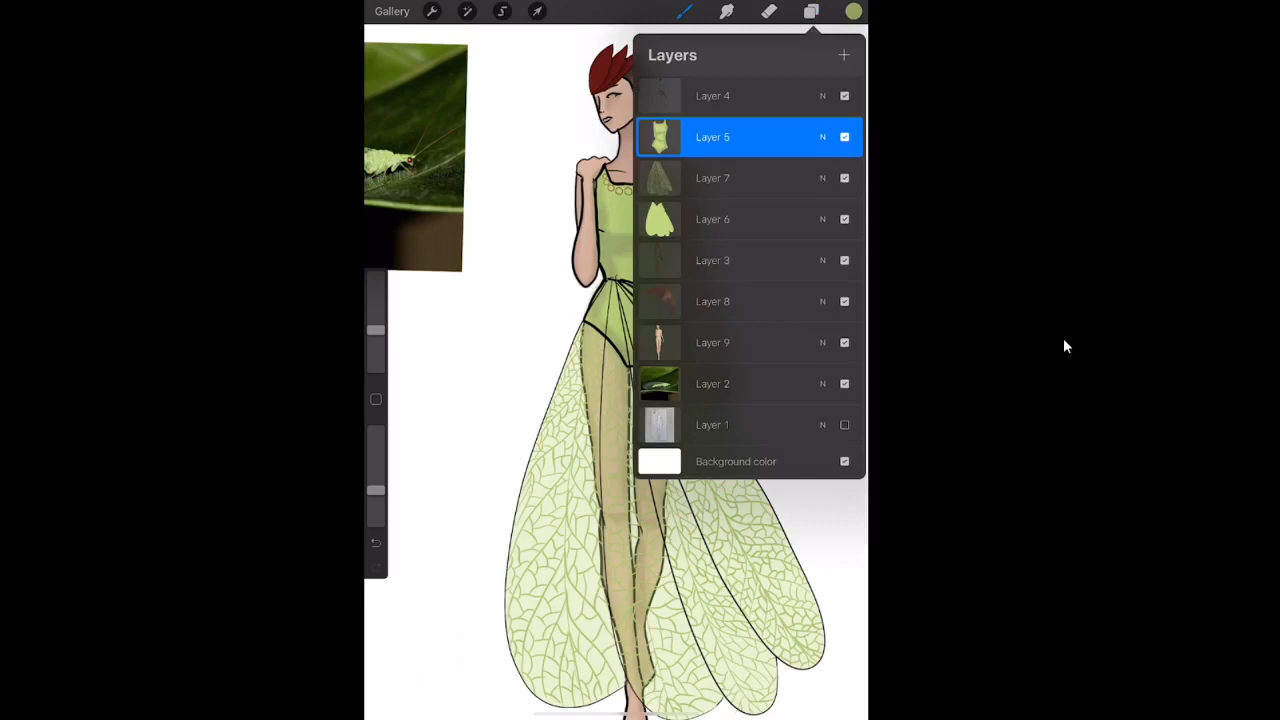 Gallery
Layers
Layer 4 N
Layer 5 N
Layer 7 N
Layer 6 N
Layer 3 N
Layer 8 N
Layer 9 N
Layer 2 N
Layer 1 N
Background color